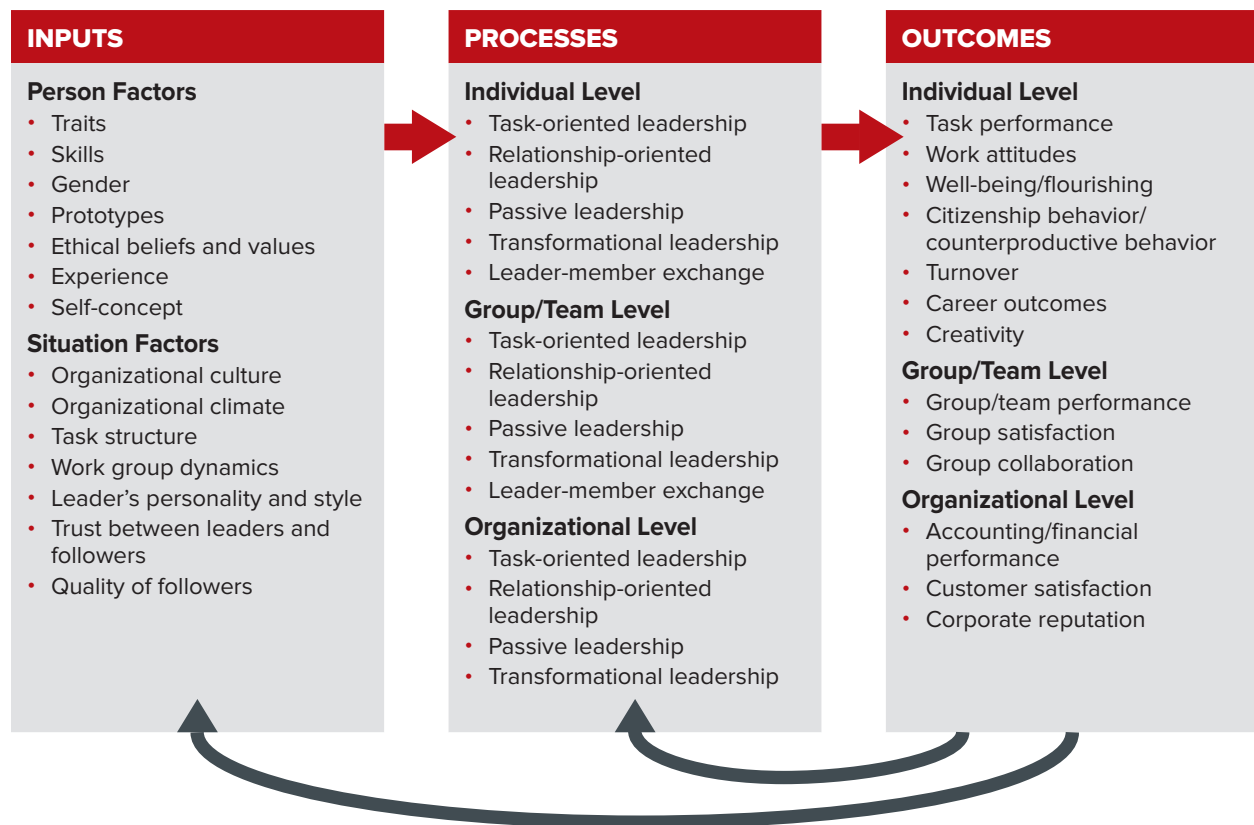 INPUTS
Person Factors
• Traits
• Skills
• Gender
• Prototypes
• Ethical beliefs and values
• Experience
• Self-concept
Situation Factors
• Organizational culture
• Organizational climate
• Task structure
• Work group dynamics
• Leader’s personality and style
• Trust between leaders and
followers
• Quality of followers
PROCESSES
Individual Level
• Task-oriented leadership
• Relationship-oriented
leadership
• Passive leadership
• Transformational leadership
• Leader-member exchange
Group/Team Level
• Task-oriented leadership
• Relationship-oriented
leadership
• Passive leadership
• Transformational leadership
• Leader-member exchange
Organizational Level
• Task-oriented leadership
• Relationship-oriented
leadership
• Passive leadership
• Transformational leadership
OUTCOMES
Individual Level
• Task performance
• Work attitudes
• Well-being/flourishing
• Citizenship behavior/
counterproductive behavior
• Turnover
• Career outcomes
• Creativity
Group/Team Level
• Group/team performance
• Group satisfaction
• Group collaboration
Organizational Level
• Accounting/financial
performance
• Customer satisfaction
• Corporate reputation